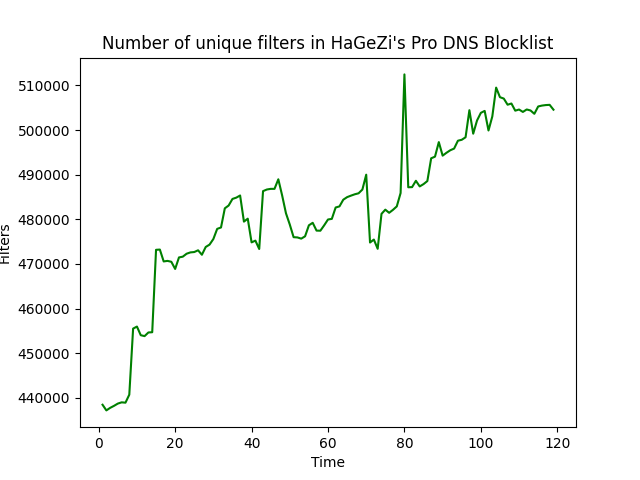 Number of unique filters in HaGeZi's Pro DNS Blocklist
510000
500000
490000
480000
470000
460000
450000
440000
Filters
0 20 40 60 80 100 120
Time